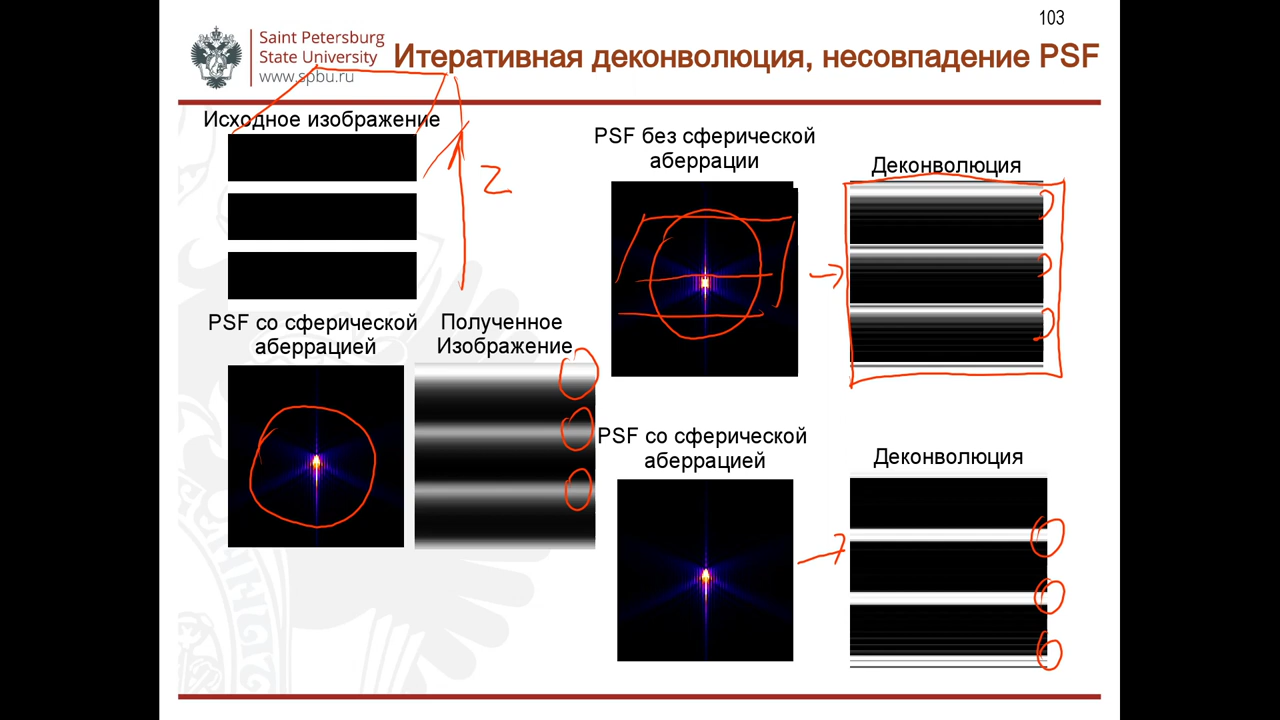 103
Saint Petersburg
State University
www.spbu.ru
Итеративная деконволюция, несовпадение PSF
Исходное изображение
Z
PSF со сферической
аберрацией
Полученное
Изображение
PSF без сферической
аберрации
Деконволюция
PSF со сферической
аберрацией
Деконволюция